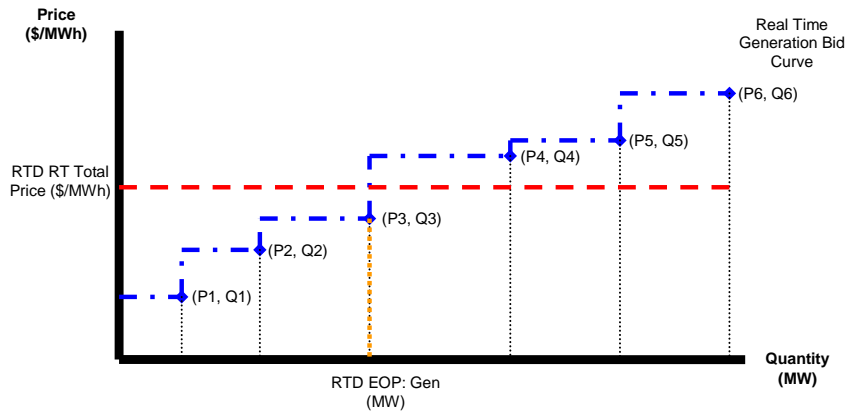 Price
($/MWh)
Real Time
Generation Bid
Curve
(P6, Q6)
(P5, Q5)
(P4, Q4)
RTD RT Total
Price ($/MWh)
(P3, Q3)
(P2, Q2)
(P1, Q1)
Quantity
(MW)
RTD EOP: Gen
(MW)